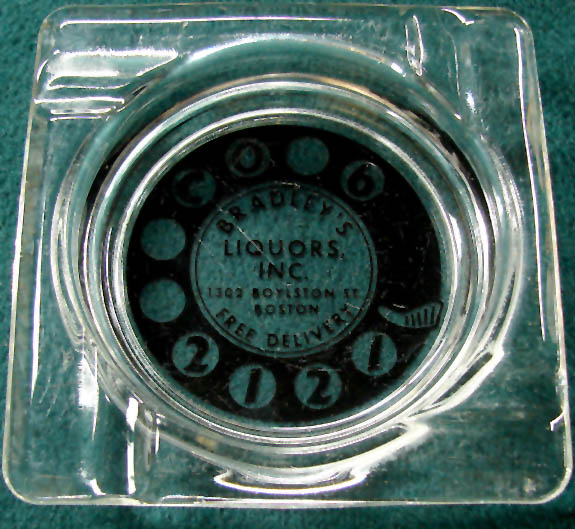 C O 6
BRADLEY'S
LIQUORS,
INC.
1302 BOYLSTON ST.
BOSTON
FREE DELIVERY
2 1 2 1